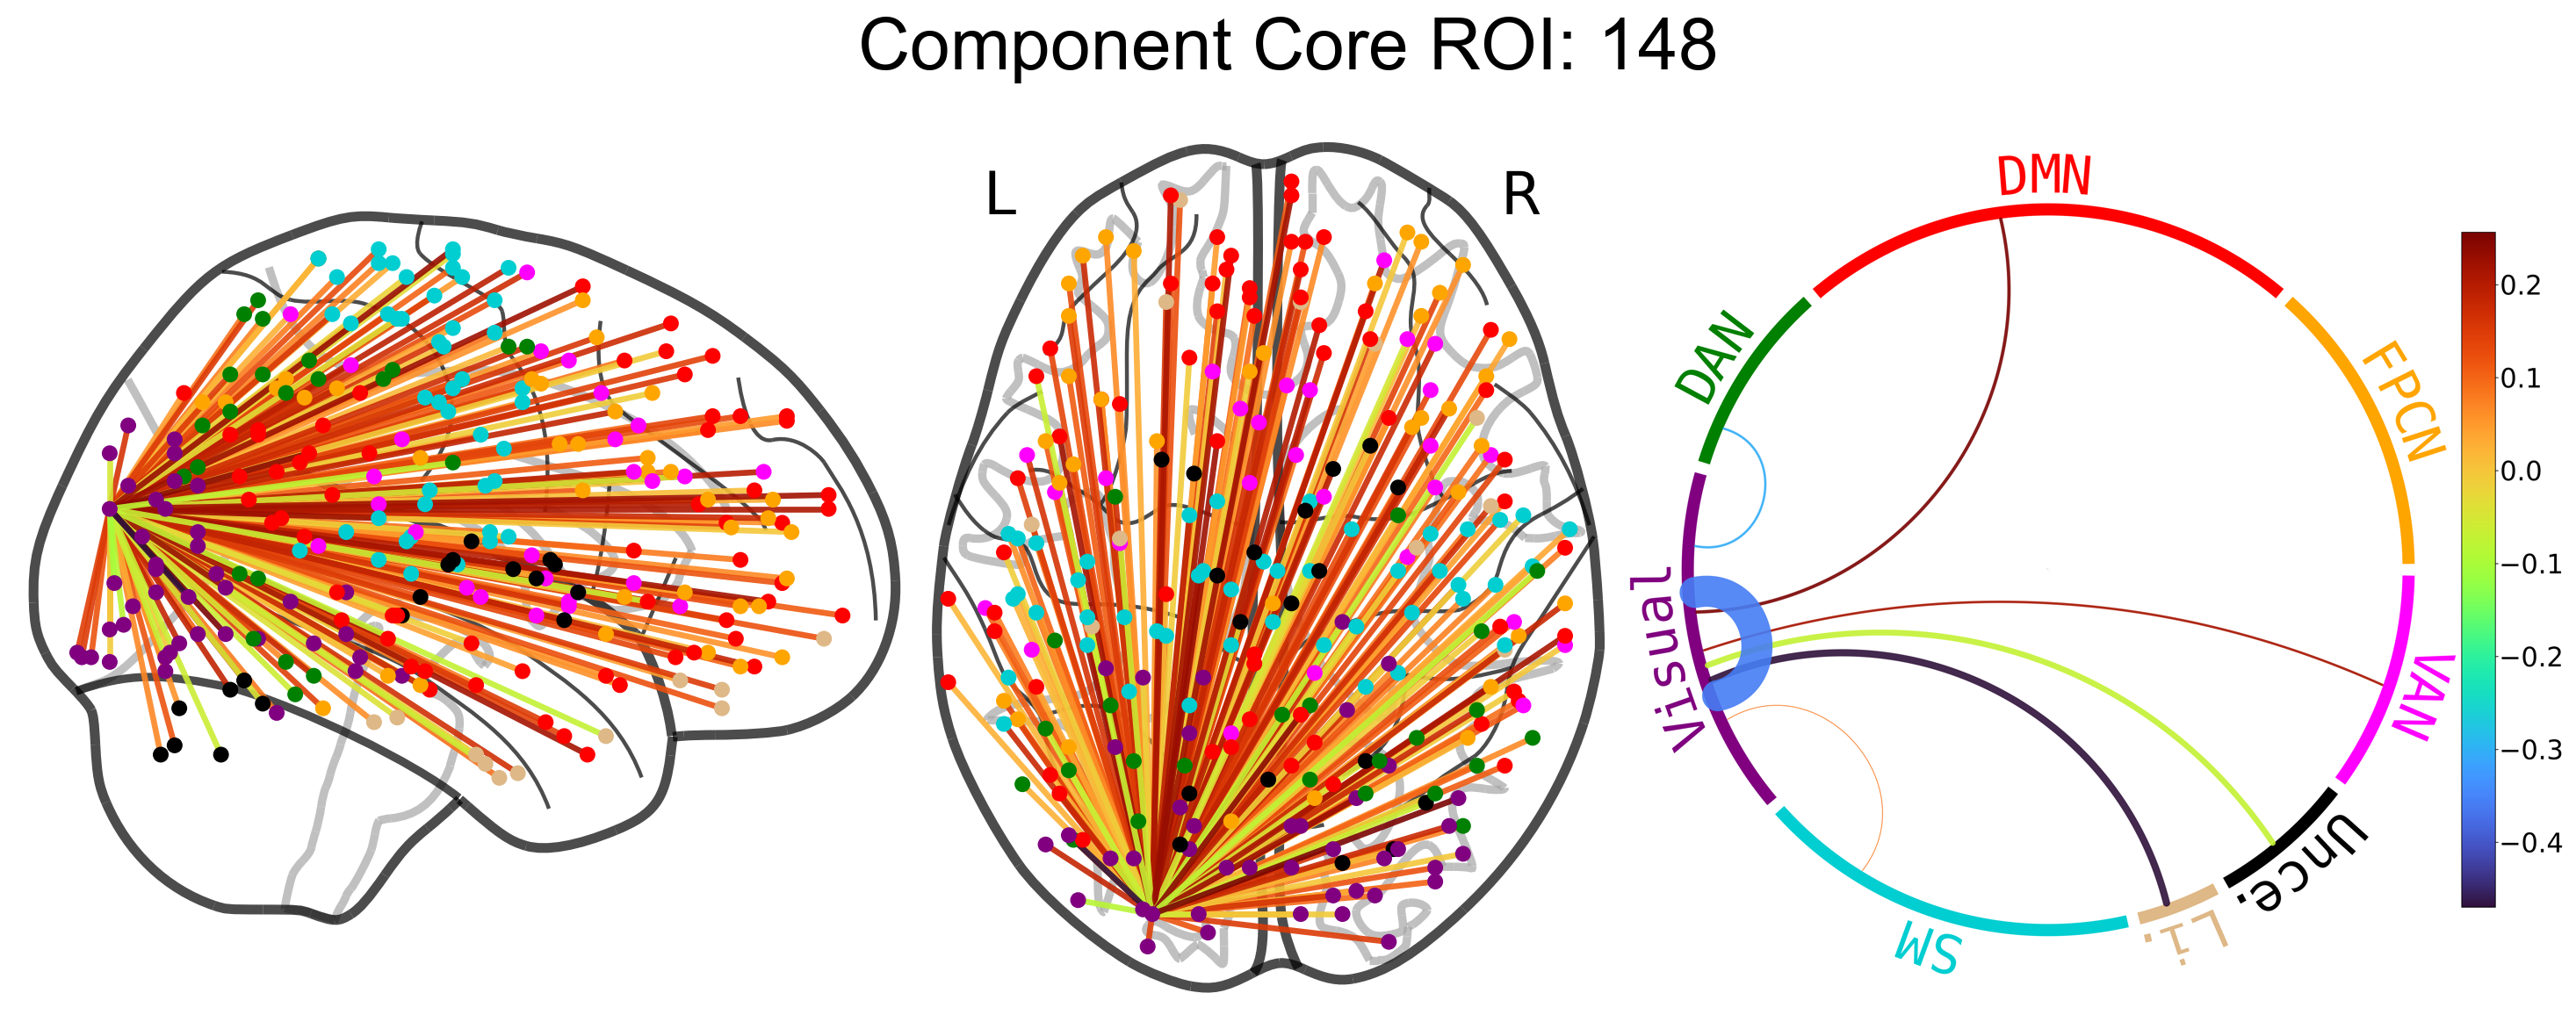 Component Core ROI: 148
L
R
DMN
DAN
FPCN
Visual
VAN
SM
Li.
Unce.
0.2
0.1
0.0
−0.1
−0.2
−0.3
−0.4